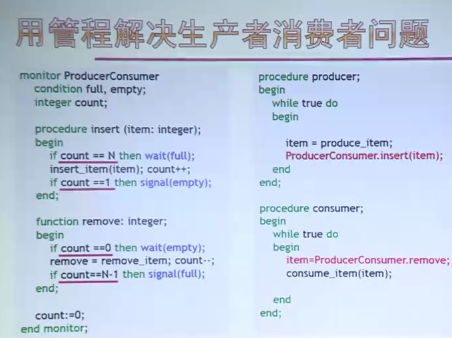 用管程解决生产者消费者问题
monitor ProducerConsumer
condition full, empty;
integer count;
procedure insert (item: integer);
begin
if count == N then wait(full);
insert_item(item); count++;
if count ==1 then signal(empty);
end;
function remove: integer;
begin
if count ==0 then wait(empty);
remove = remove_item; count--;
if count==N-1 then signal(full);
end;
count:=0;
end monitor;
procedure producer;
begin
while true do
begin
item = produce_item;
ProducerConsumer.insert(item);
end
end;
procedure consumer;
begin
while true do
begin
item=ProducerConsumer.remove;
consume_item(item);
end
end;